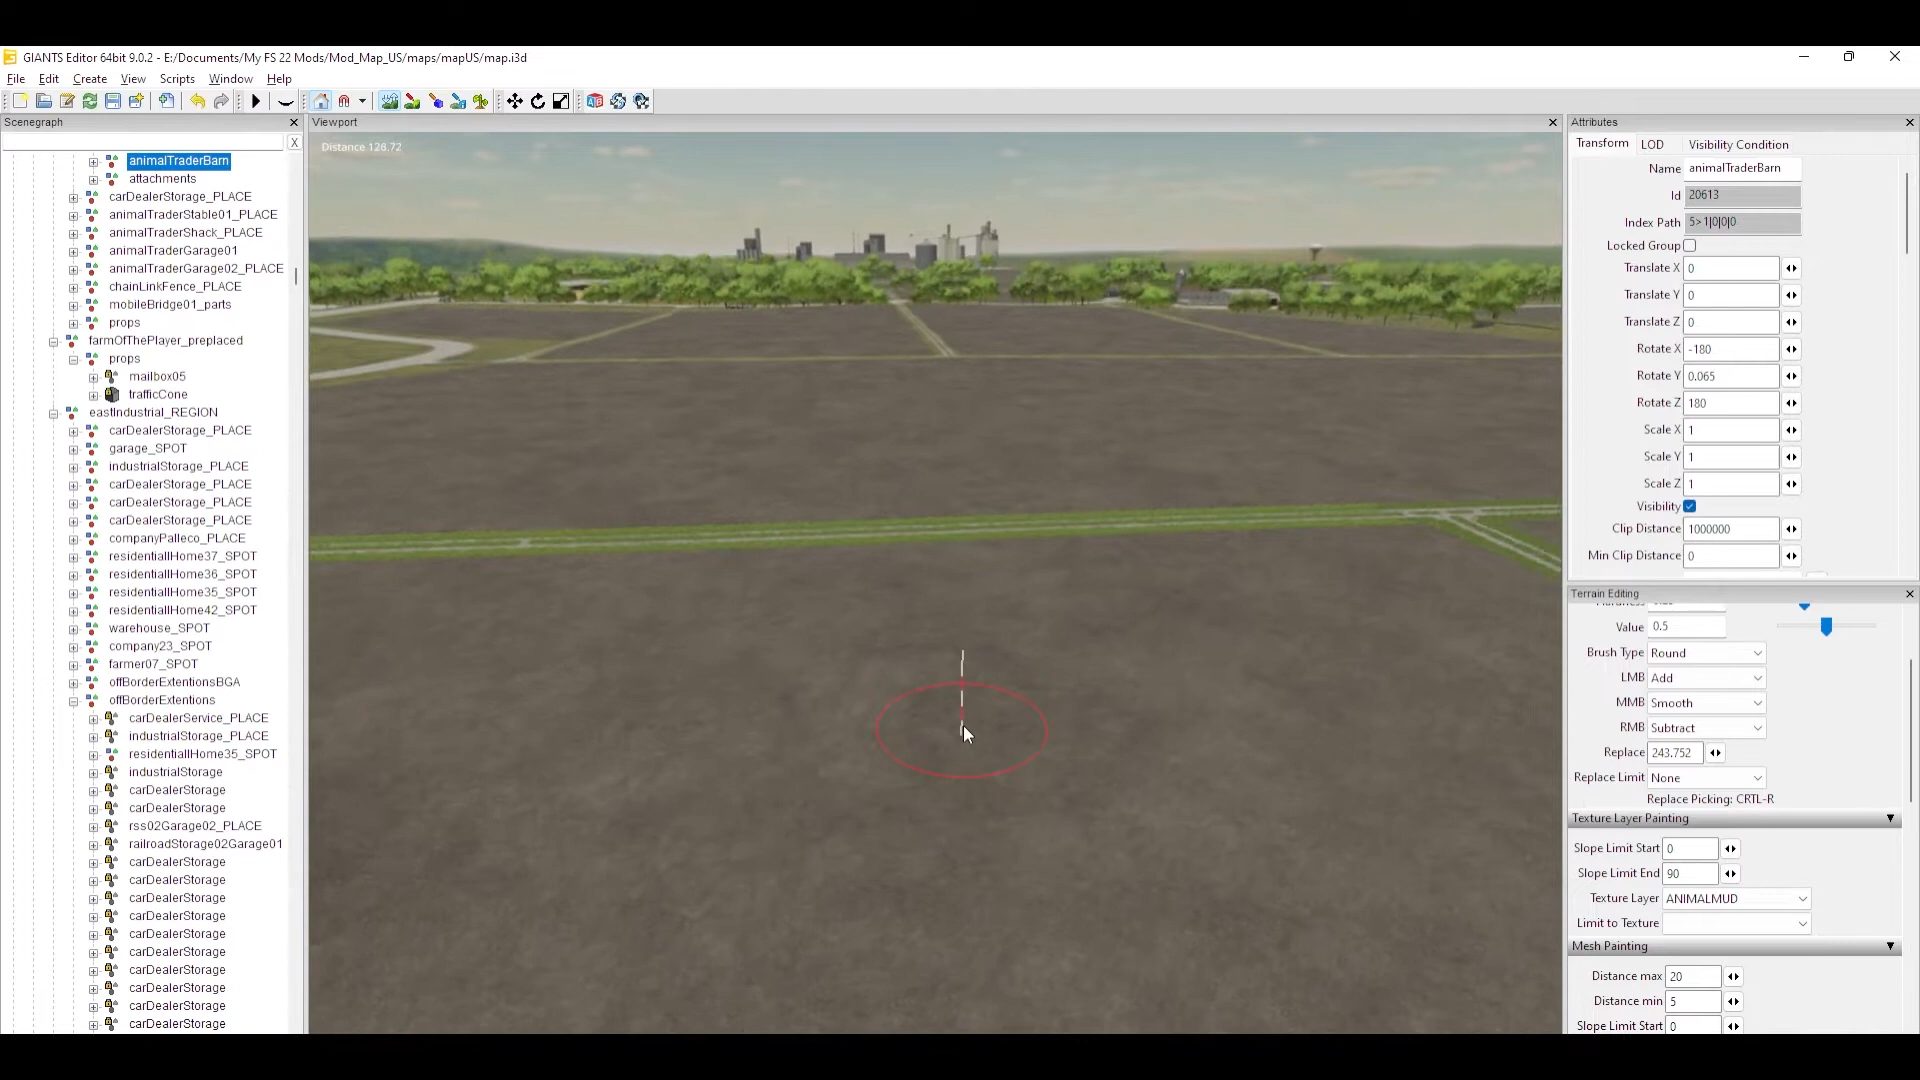 GIANTS Editor 64bit 9.0.2 - E:/Documents/My FS 22 Mods/Mod_Map_US/maps/mapUS/map.i3d
File Edit Create View Scripts Window Help
Scenegraph
X
animalTraderBarn
attachments
carDealerStorage_PLACE
animalTraderStable01_PLACE
animalTraderShack_PLACE
animalTraderGarage01
animalTraderGarage02_PLACE
chainLinkFence_PLACE
mobileBridge01_parts
props
farmOfThePlayer_preplaced
props
mailbox05
trafficCone
eastIndustrial_REGION
carDealerStorage_PLACE
garage_SPOT
industrialStorage_PLACE
carDealerStorage_PLACE
carDealerStorage_PLACE
carDealerStorage_PLACE
companyPalleco_PLACE
residentiallHome37_SPOT
residentiallHome36_SPOT
residentiallHome35_SPOT
residentiallHome42_SPOT
warehouse_SPOT
company23_SPOT
farmer07_SPOT
offBorderExtentionsBGA
offBorderExtentions
carDealerService_PLACE
industrialStorage_PLACE
residentiallHome35_SPOT
industrialStorage
carDealerStorage
carDealerStorage
rss02Garage02_PLACE
railroadStorage02Garage01
carDealerStorage
carDealerStorage
carDealerStorage
carDealerStorage
carDealerStorage
carDealerStorage
carDealerStorage
carDealerStorage
carDealerStorage
carDealerStorage
Viewport
Distance 128.72
Attributes
Transform LOD Visibility Condition
Name animalTraderBarn
Id 20613
Index Path 5>1|0|0|0
Locked Group
Translate X 0
Translate Y 0
Translate Z 0
Rotate X -180
Rotate Y 0.065
Rotate Z 180
Scale X 1
Scale Y 1
Scale Z 1
Visibility
Clip Distance 1000000
Min Clip Distance 0
Terrain Editing
Value 0.5
Brush Type Round
LMB Add
MMB Smooth
RMB Subtract
Replace 243.752
Replace Limit None
Replace Picking: CRTL-R
Texture Layer Painting
Slope Limit Start 0
Slope Limit End 90
Texture Layer ANIMALMUD
Limit to Texture
Mesh Painting
Distance max 20
Distance min 5
Slope Limit Start 0